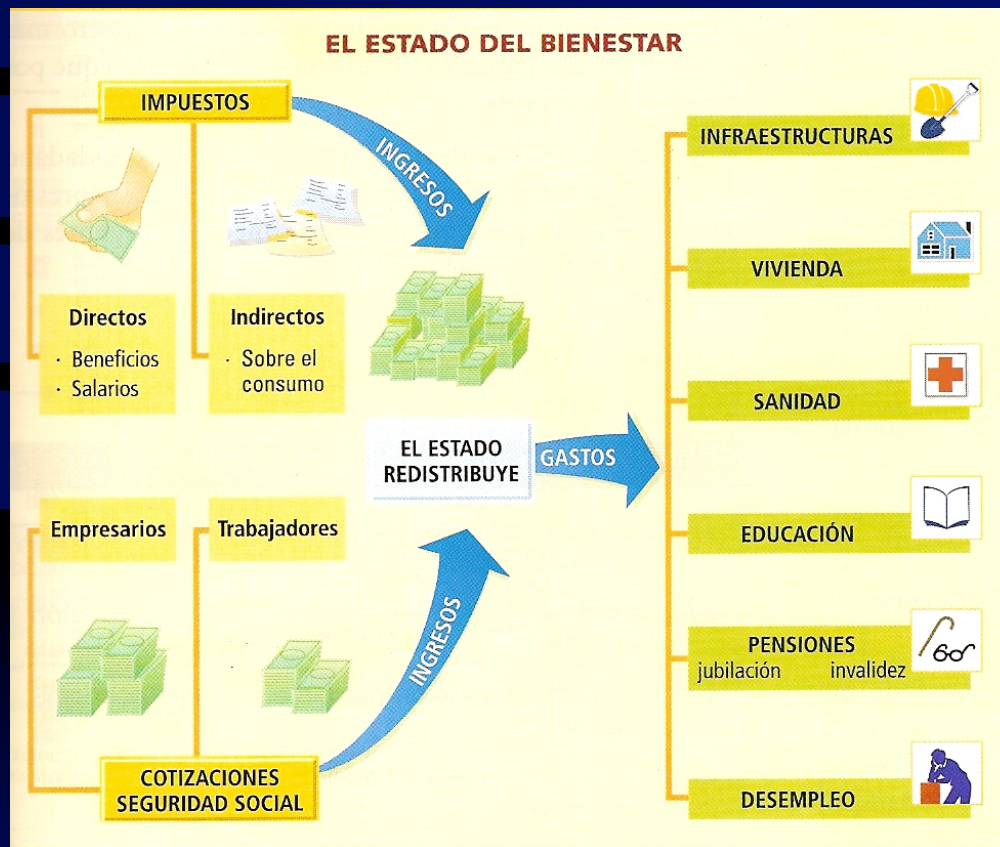 EL ESTADO DEL BIENESTAR
IMPUESTOS
INGRESOS
Directos
· Beneficios
· Salarios
Indirectos
· Sobre el
consumo
EL ESTADO
REDISTRIBUYE
GASTOS
Empresarios
Trabajadores
INGRESOS
COTIZACIONES
SEGURIDAD SOCIAL
INFRAESTRUCTURAS
VIVIENDA
SANIDAD
EDUCACIÓN
PENSIONES
jubilación invalidez
DESEMPLEO